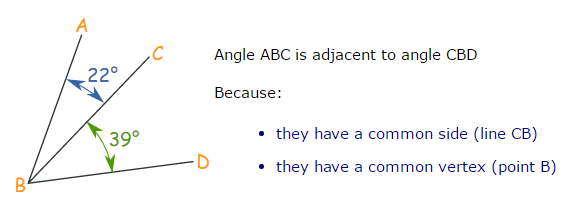 A
C
22°
39°
D
B
Angle ABC is adjacent to angle CBD
Because:
• they have a common side (line CB)
• they have a common vertex (point B)